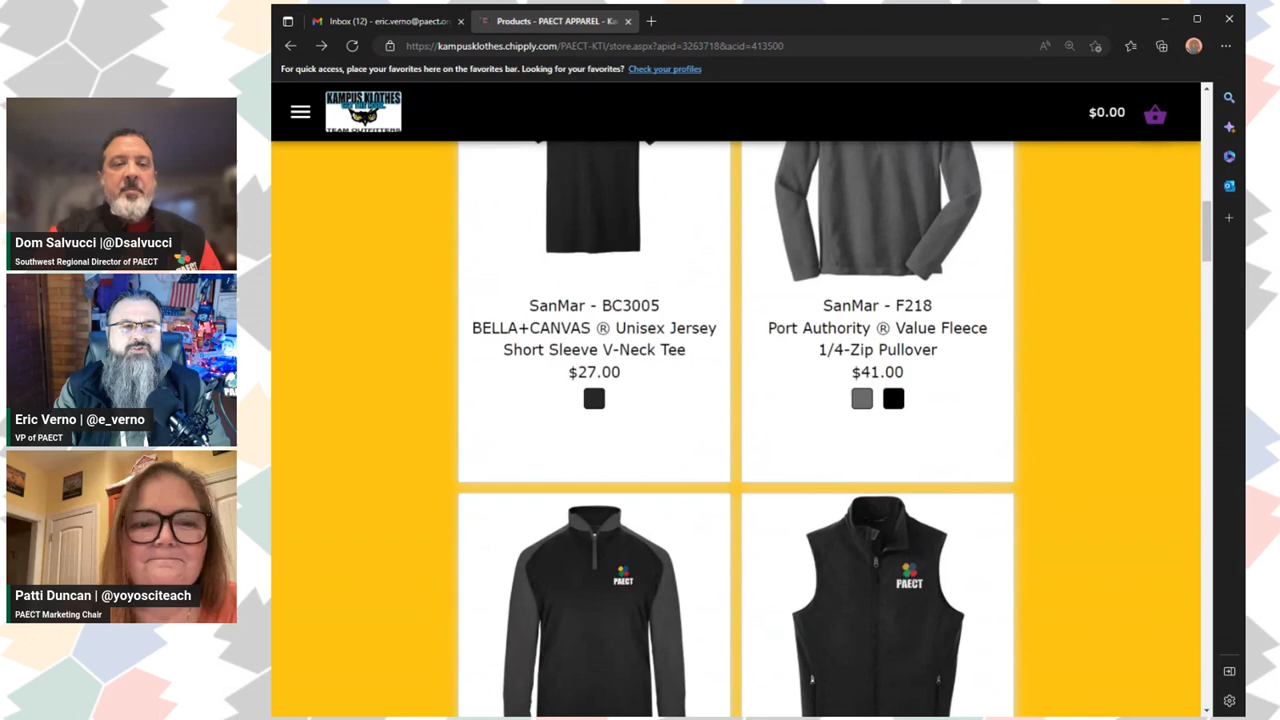 Inbox (12) - eric.verno@paect.or
Products - PAECT APPAREL - Ka
https://kampusklothes.chipply.com/PAECT-KTI/store.aspx?apid=3263718&acid=413500
For quick access, place your favorites here on the favorites bar. Looking for your favorites? Check your profiles
KAMPUS KLOTHES
TEAM OUTFITTERS
$0.00
SanMar - BC3005
BELLA+CANVAS ® Unisex Jersey
Short Sleeve V-Neck Tee
$27.00
SanMar - F218
Port Authority ® Value Fleece
1/4-Zip Pullover
$41.00
PAECT
PAECT
Dom Salvucci |@Dsalvucci
Southwest Regional Director of PAECT
PAECT
Eric Verno | @e_verno
VP of PAECT
Patti Duncan | @yoyosciteach
PAECT Marketing Chair